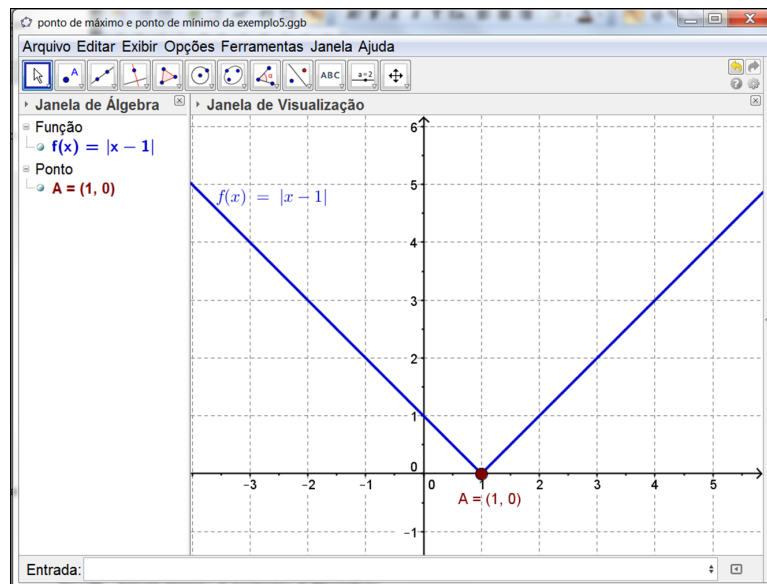 ponto de máximo e ponto de mínimo da exemplo5.ggb
Arquivo Editar Exibir Opções Ferramentas Janela Ajuda
A
α
ABC
a=2
Janela de Álgebra
Janela de Visualização
Função
f(x) = |x − 1|
Ponto
A = (1, 0)
6
5
f(x) = |x − 1|
4
3
2
1
0
−3 −2 −1 0 1 2 3 4 5
A = (1, 0)
−1
Entrada: